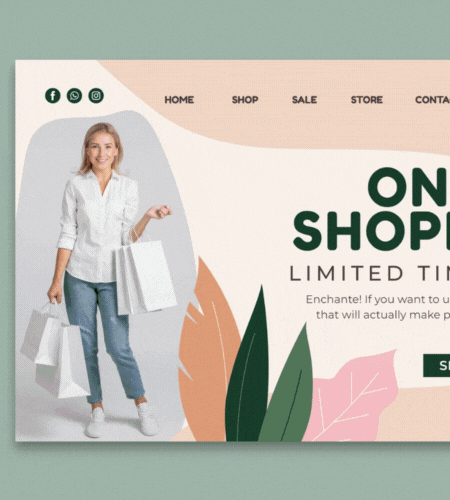 HOME SHOP SALE STORE CONTA
ON
SHOP
LIMITED TI
Enchante! If you want to u
that will actually make p
S